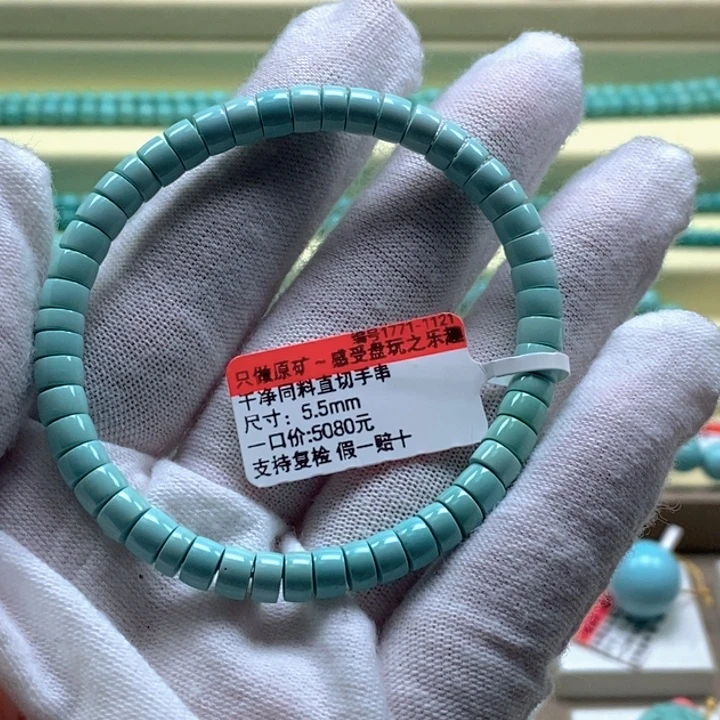 编号1771-1121
只做原矿~感受盘玩之乐趣
干净同料直切手串
尺寸：5.5mm
一口价:5080元
支持复检 假一赔十